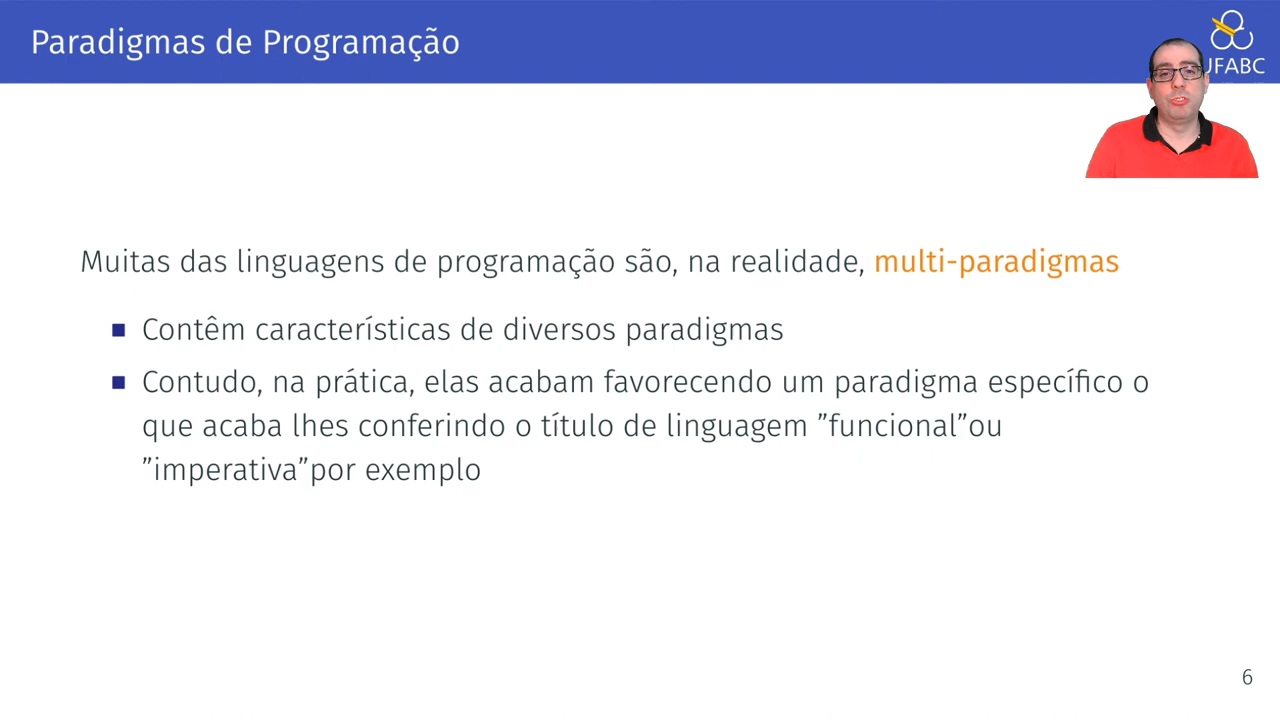 Paradigmas de Programação
UFABC
Muitas das linguagens de programação são, na realidade, multi-paradigmas
Contêm características de diversos paradigmas
Contudo, na prática, elas acabam favorecendo um paradigma específico o
que acaba lhes conferindo o título de linguagem ”funcional”ou
”imperativa”por exemplo
6